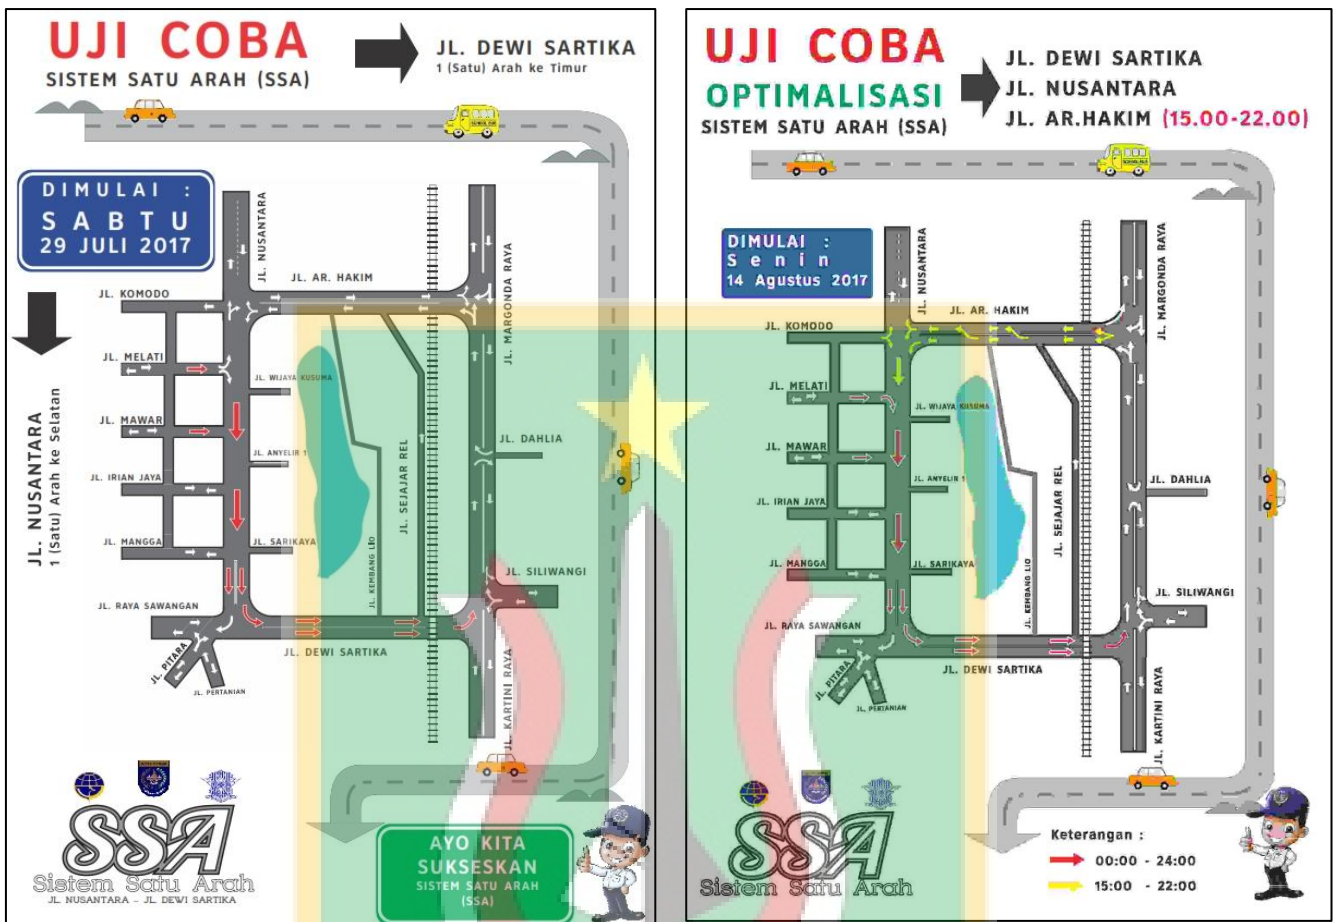 UJI COBA
SISTEM SATU ARAH (SSA)
JL. DEWI SARTIKA
1 (Satu) Arah ke Timur
DIMULAI :
SABTU
29 JULI 2017
JL. NUSANTARA
1 (Satu) Arah ke Selatan
JL. NUSANTARA
JL. AR. HAKIM
JL. MARGONDA RAYA
JL. KOMODO
JL. MELATI
JL. WIJAYA KUSUMA
JL. MAWAR
JL. ANYELIR 1
JL. DAHLIA
JL. IRIAN JAYA
JL. SEJAJAR REL
JL. MANGGA
JL. SARIKAYA
JL. KEMBANG LIO
JL. SILIWANGI
JL. RAYA SAWANGAN
JL. DEWI SARTIKA
JL. PITARA
JL. PERTANIAN
JL. KARTINI RAYA
SSA
Sistem Satu Arah
JL NUSANTARA - JL DEWI SARTIKA
AYO KITA
SUKSESKAN
SISTEM SATU ARAH
(SSA)
UJI COBA
OPTIMALISASI
SISTEM SATU ARAH (SSA)
JL. DEWI SARTIKA
JL. NUSANTARA
JL. AR.HAKIM (15.00-22.00)
DIMULAI :
Senin
14 Agustus 2017
JL. NUSANTARA
JL. AR. HAKIM
JL. MARGONDA RAYA
JL. KOMODO
JL. MELATI
JL. WIJAYA KUSUMA
JL. MAWAR
JL. ANYELIR 1
JL. DAHLIA
JL. IRIAN JAYA
JL. SEJAJAR REL
JL. MANGGA
JL. SARIKAYA
JL. KEMBANG LIO
JL. SILIWANGI
JL. RAYA SAWANGAN
JL. DEWI SARTIKA
JL. PITARA
JL. PERTANIAN
JL. KARTINI RAYA
SSA
Sistem Satu Arah
Keterangan :
00:00 - 24:00
15:00 - 22:00